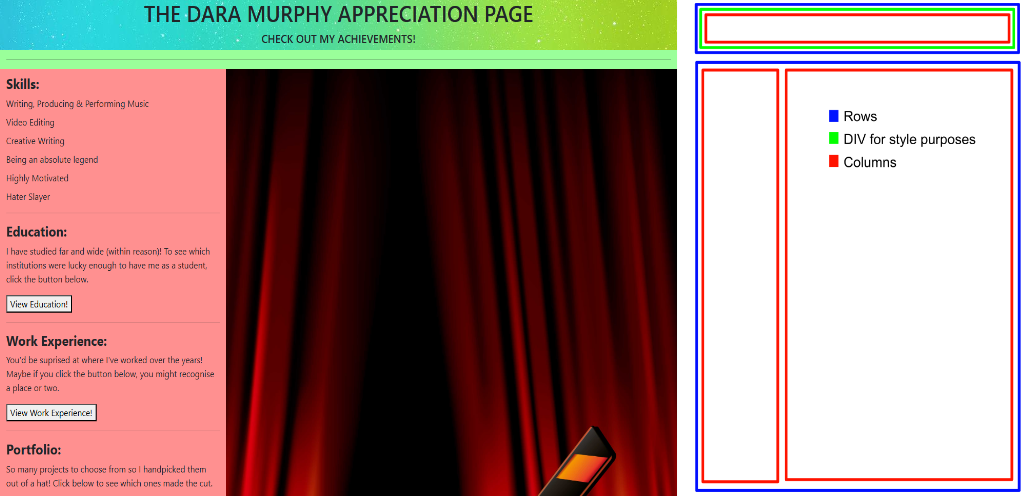 THE DARA MURPHY APPRECIATION PAGE
CHECK OUT MY ACHIEVEMENTS!
Skills:
Writing, Producing & Performing Music
Video Editing
Creative Writing
Being an absolute legend
Highly Motivated
Hater Slayer
Education:
I have studied far and wide (within reason)! To see which
institutions were lucky enough to have me as a student,
click the button below.
View Education!
Work Experience:
You'd be suprised at where I've worked over the years!
Maybe if you click the button below, you might recognise
a place or two.
View Work Experience!
Portfolio:
So many projects to choose from so I handpicked them
out of a hat! Click below to see which ones made the cut.
Rows
DIV for style purposes
Columns